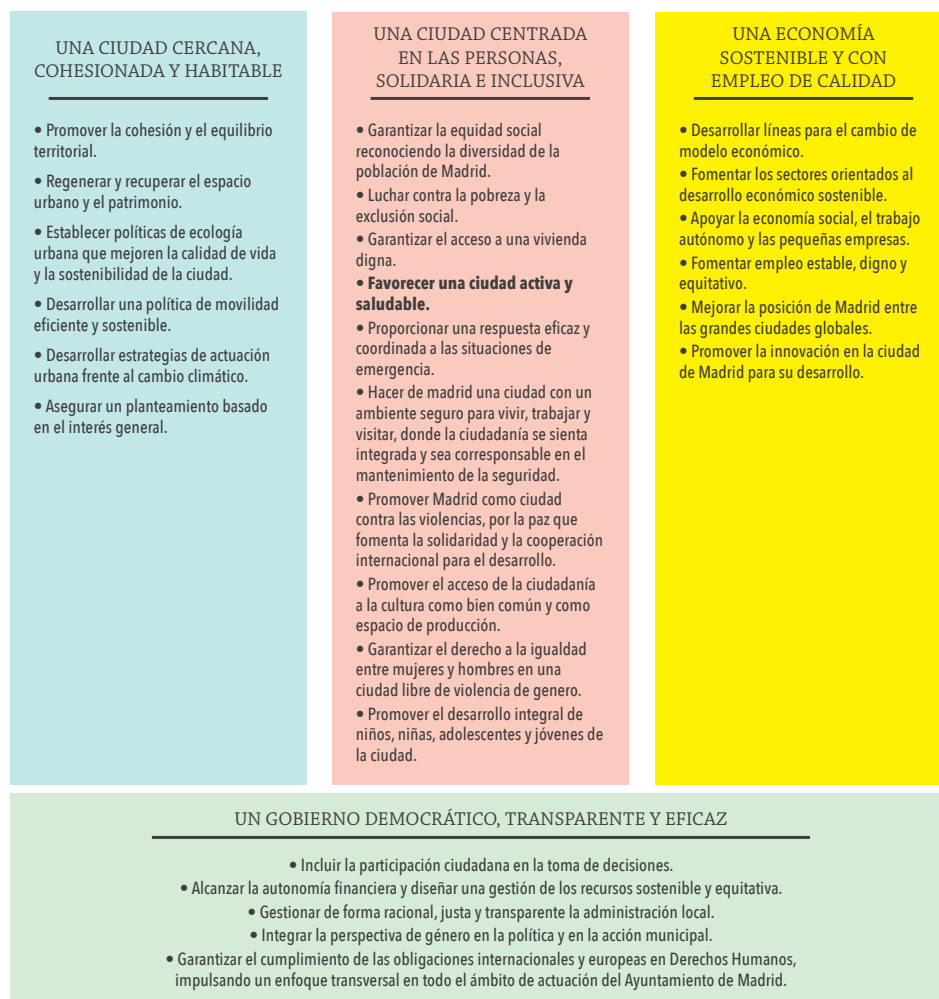 UNA CIUDAD CERCANA,
COHESIONADA Y HABITABLE
• Promover la cohesión y el equilibrio
territorial.
• Regenerar y recuperar el espacio
urbano y el patrimonio.
• Establecer políticas de ecología
urbana que mejoren la calidad de vida
y la sostenibilidad de la ciudad.
• Desarrollar una política de movilidad
eficiente y sostenible.
• Desarrollar estrategias de actuación
urbana frente al cambio climático.
• Asegurar un planteamiento basado
en el interés general.
UNA CIUDAD CENTRADA
EN LAS PERSONAS,
SOLIDARIA E INCLUSIVA
• Garantizar la equidad social
reconociendo la diversidad de la
población de Madrid.
• Luchar contra la pobreza y la
exclusión social.
• Garantizar el acceso a una vivienda
digna.
• Favorecer una ciudad activa y
saludable.
• Proporcionar una respuesta eficaz y
coordinada a las situaciones de
emergencia.
• Hacer de madrid una ciudad con un
ambiente seguro para vivir, trabajar y
visitar, donde la ciudadanía se sienta
integrada y sea corresponsable en el
mantenimiento de la seguridad.
• Promover Madrid como ciudad
contra las violencias, por la paz que
fomenta la solidaridad y la cooperación
internacional para el desarrollo.
• Promover el acceso de la ciudadanía
a la cultura como bien común y como
espacio de producción.
• Garantizar el derecho a la igualdad
entre mujeres y hombres en una
ciudad libre de violencia de genero.
• Promover el desarrollo integral de
niños, niñas, adolescentes y jóvenes de
la ciudad.
UNA ECONOMÍA
SOSTENIBLE Y CON
EMPLEO DE CALIDAD
• Desarrollar líneas para el cambio de
modelo económico.
• Fomentar los sectores orientados al
desarrollo económico sostenible.
• Apoyar la economía social, el trabajo
autónomo y las pequeñas empresas.
• Fomentar empleo estable, digno y
equitativo.
• Mejorar la posición de Madrid entre
las grandes ciudades globales.
• Promover la innovación en la ciudad
de Madrid para su desarrollo.
UN GOBIERNO DEMOCRÁTICO, TRANSPARENTE Y EFICAZ
• Incluir la participación ciudadana en la toma de decisiones.
• Alcanzar la autonomía financiera y diseñar una gestión de los recursos sostenible y equitativa.
• Gestionar de forma racional, justa y transparente la administración local.
• Integrar la perspectiva de género en la política y en la acción municipal.
• Garantizar el cumplimiento de las obligaciones internacionales y europeas en Derechos Humanos,
impulsando un enfoque transversal en todo el ámbito de actuación del Ayuntamiento de Madrid.